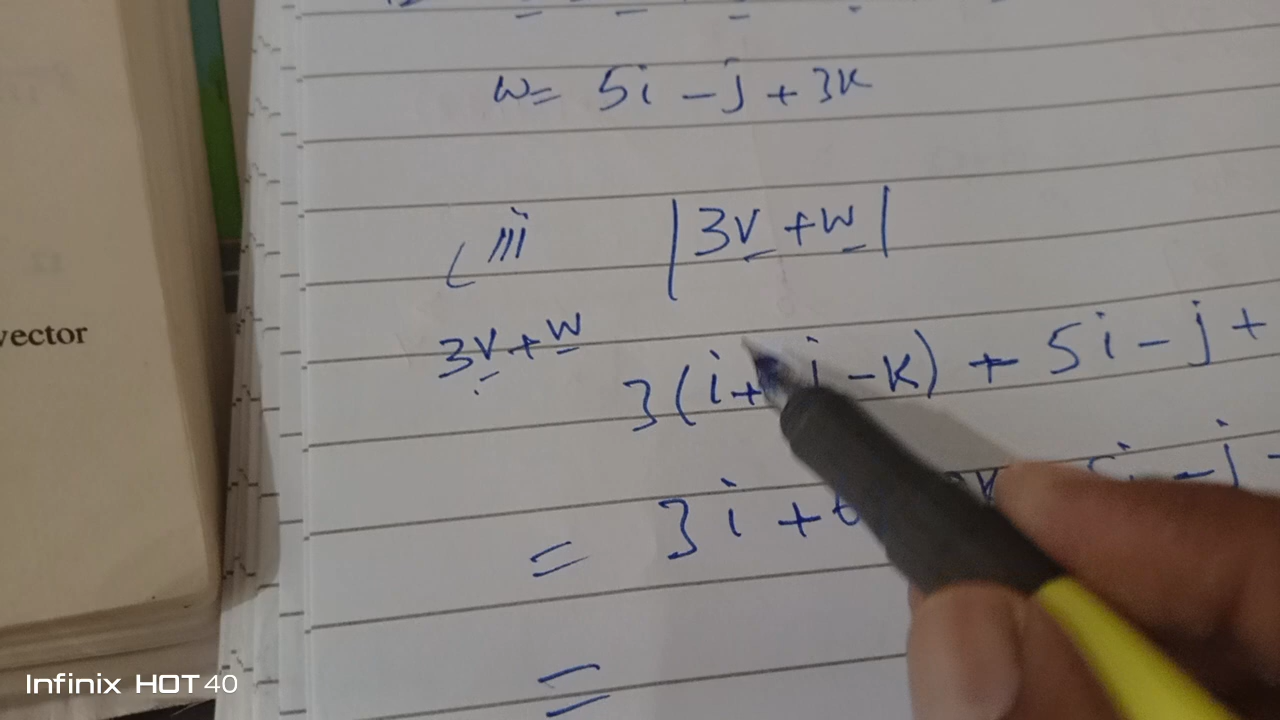 w= 5i - j + 3k
(iii |3v + w|
3v + w
3(i + j - k) + 5i - j +
= 3i + - j -
=
vector
Infinix HOT 40